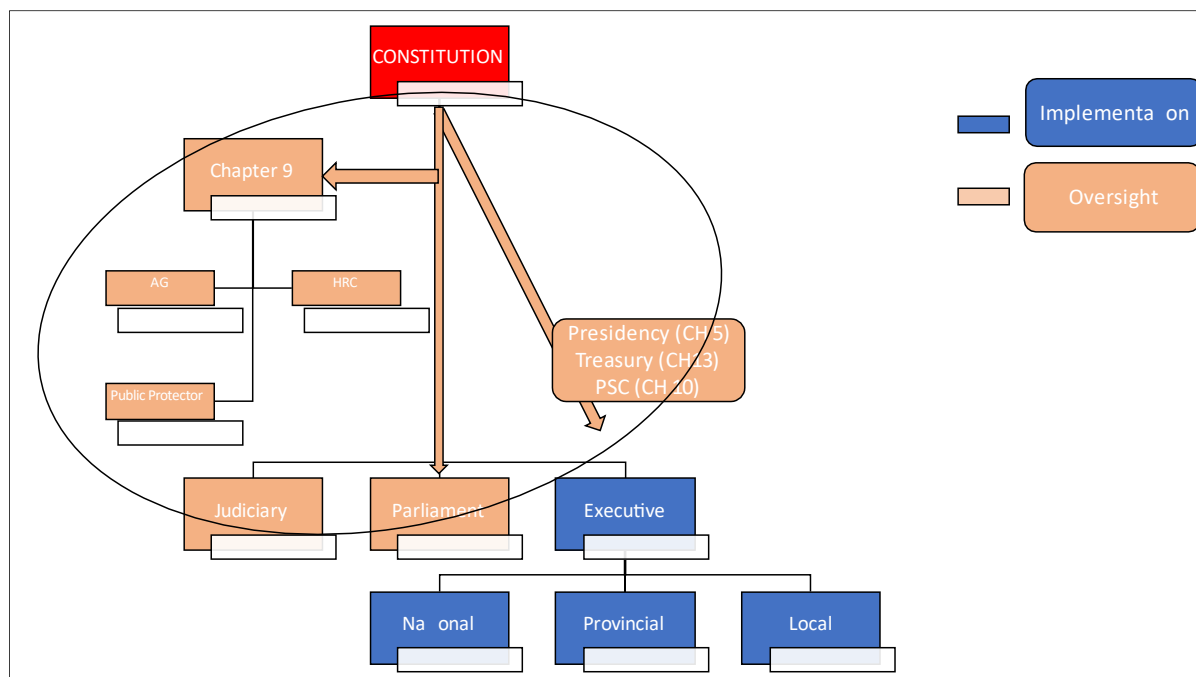 CONSTITUTION
Implementa on
Chapter 9
Oversight
AG
HRC
Presidency (CH 5)
Treasury (CH13)
PSC (CH 10)
Public Protector
Judiciary
Parliament
Executive
Na onal
Provincial
Local